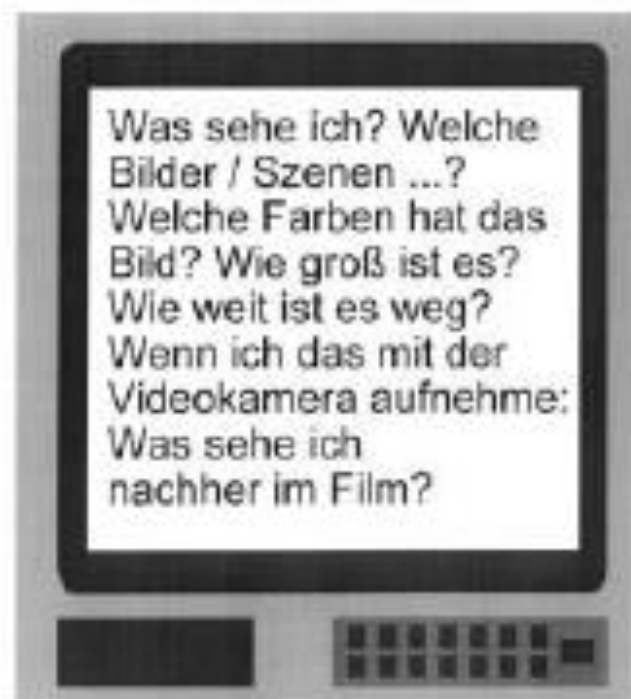 Was sehe ich? Welche
Bilder / Szenen ...?
Welche Farben hat das
Bild? Wie groß ist es?
Wie weit ist es weg?
Wenn ich das mit der
Videokamera aufnehme:
Was sehe ich
nachher im Film?